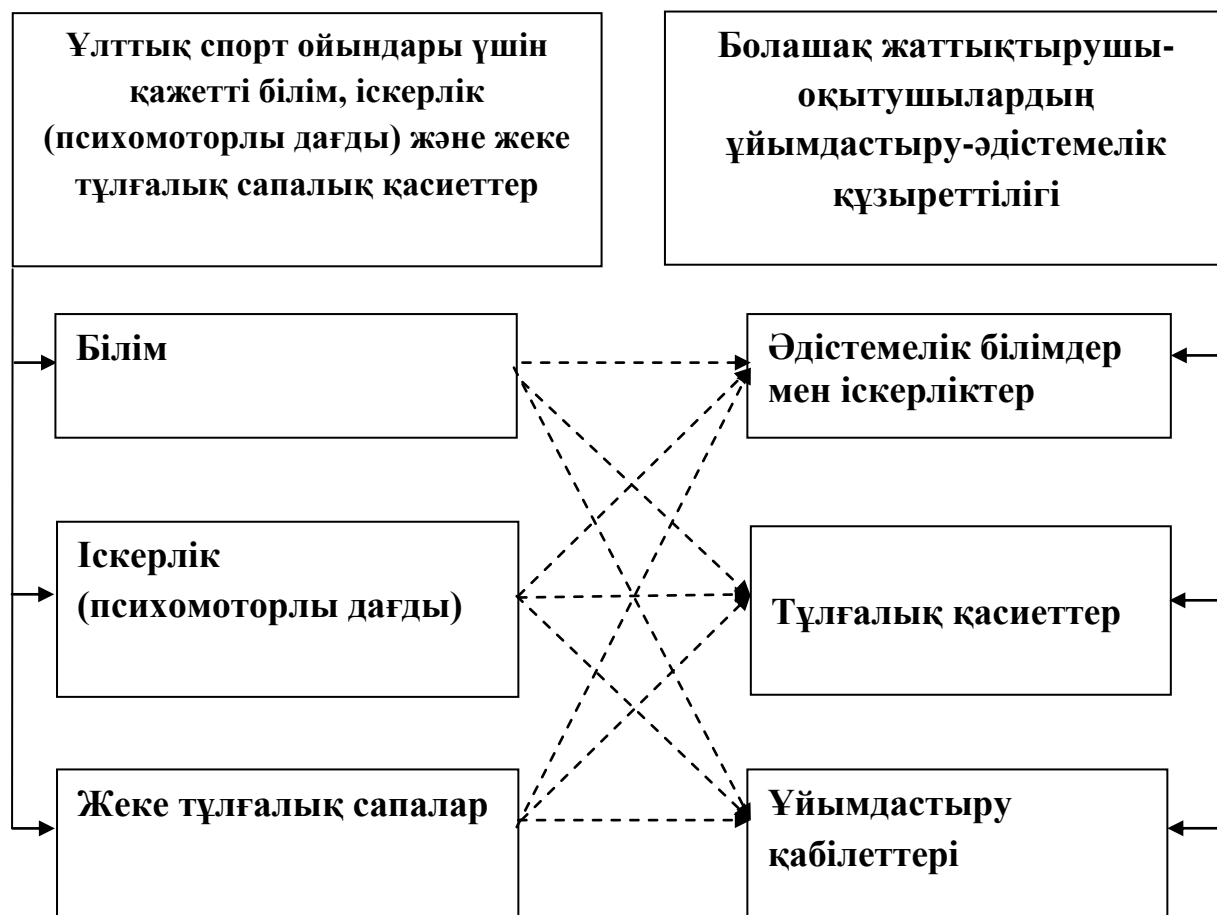 Ұлттық спорт ойындары үшін
қажетті білім, іскерлік
(психомоторлы дағды) және жеке
тұлғалық сапалық қасиеттер
Болашақ жаттықтырушы-
оқытушылардың
ұйымдастыру-әдістемелік
құзыреттілігі
Білім
Әдістемелік білімдер
мен іскерліктер
Іскерлік
(психомоторлы дағды)
Тұлғалық қасиеттер
Жеке тұлғалық сапалар
Ұйымдастыру
қабілеттері